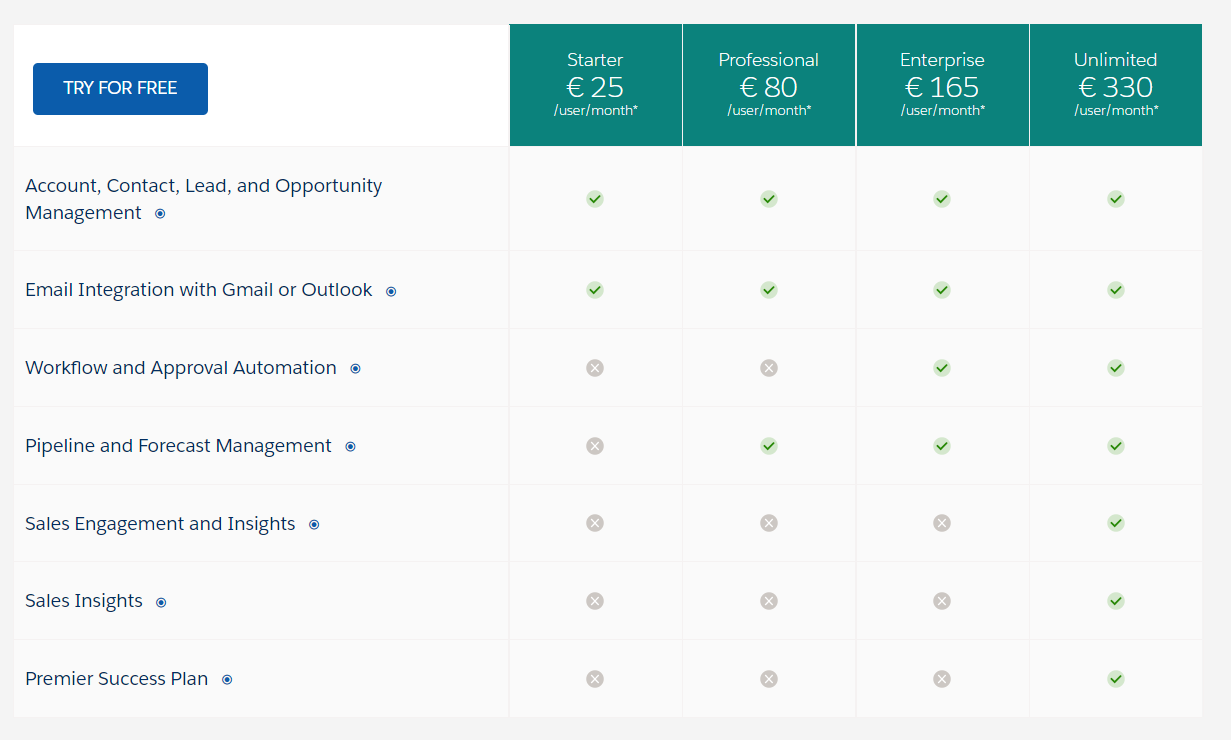 TRY FOR FREE
Starter
€ 25
/user/month*
Professional
€ 80
/user/month*
Enterprise
€ 165
/user/month*
Unlimited
€ 330
/user/month*
Account, Contact, Lead, and Opportunity
Management
Email Integration with Gmail or Outlook
Workflow and Approval Automation
Pipeline and Forecast Management
Sales Engagement and Insights
Sales Insights
Premier Success Plan